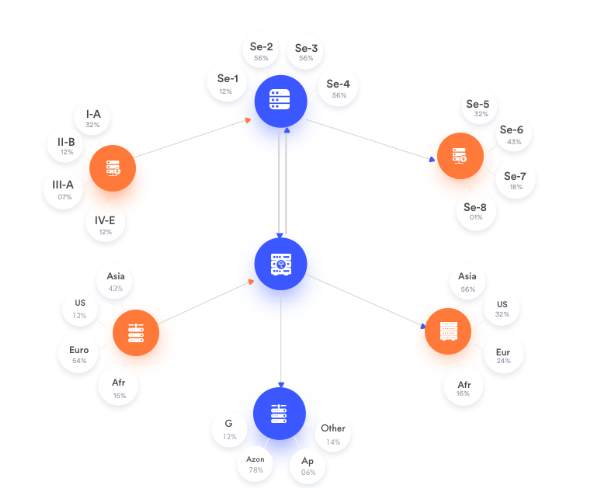 Se-2
56%
Se-3
56%
Se-1
12%
Se-4
56%
I-A
32%
II-B
12%
III-A
07%
IV-E
12%
Se-5
32%
Se-6
43%
Se-7
18%
Se-8
01%
Asia
43%
US
12%
Euro
54%
Afr
15%
Asia
56%
US
32%
Eur
24%
Afr
16%
G
12%
Azon
78%
Ap
06%
Other
14%